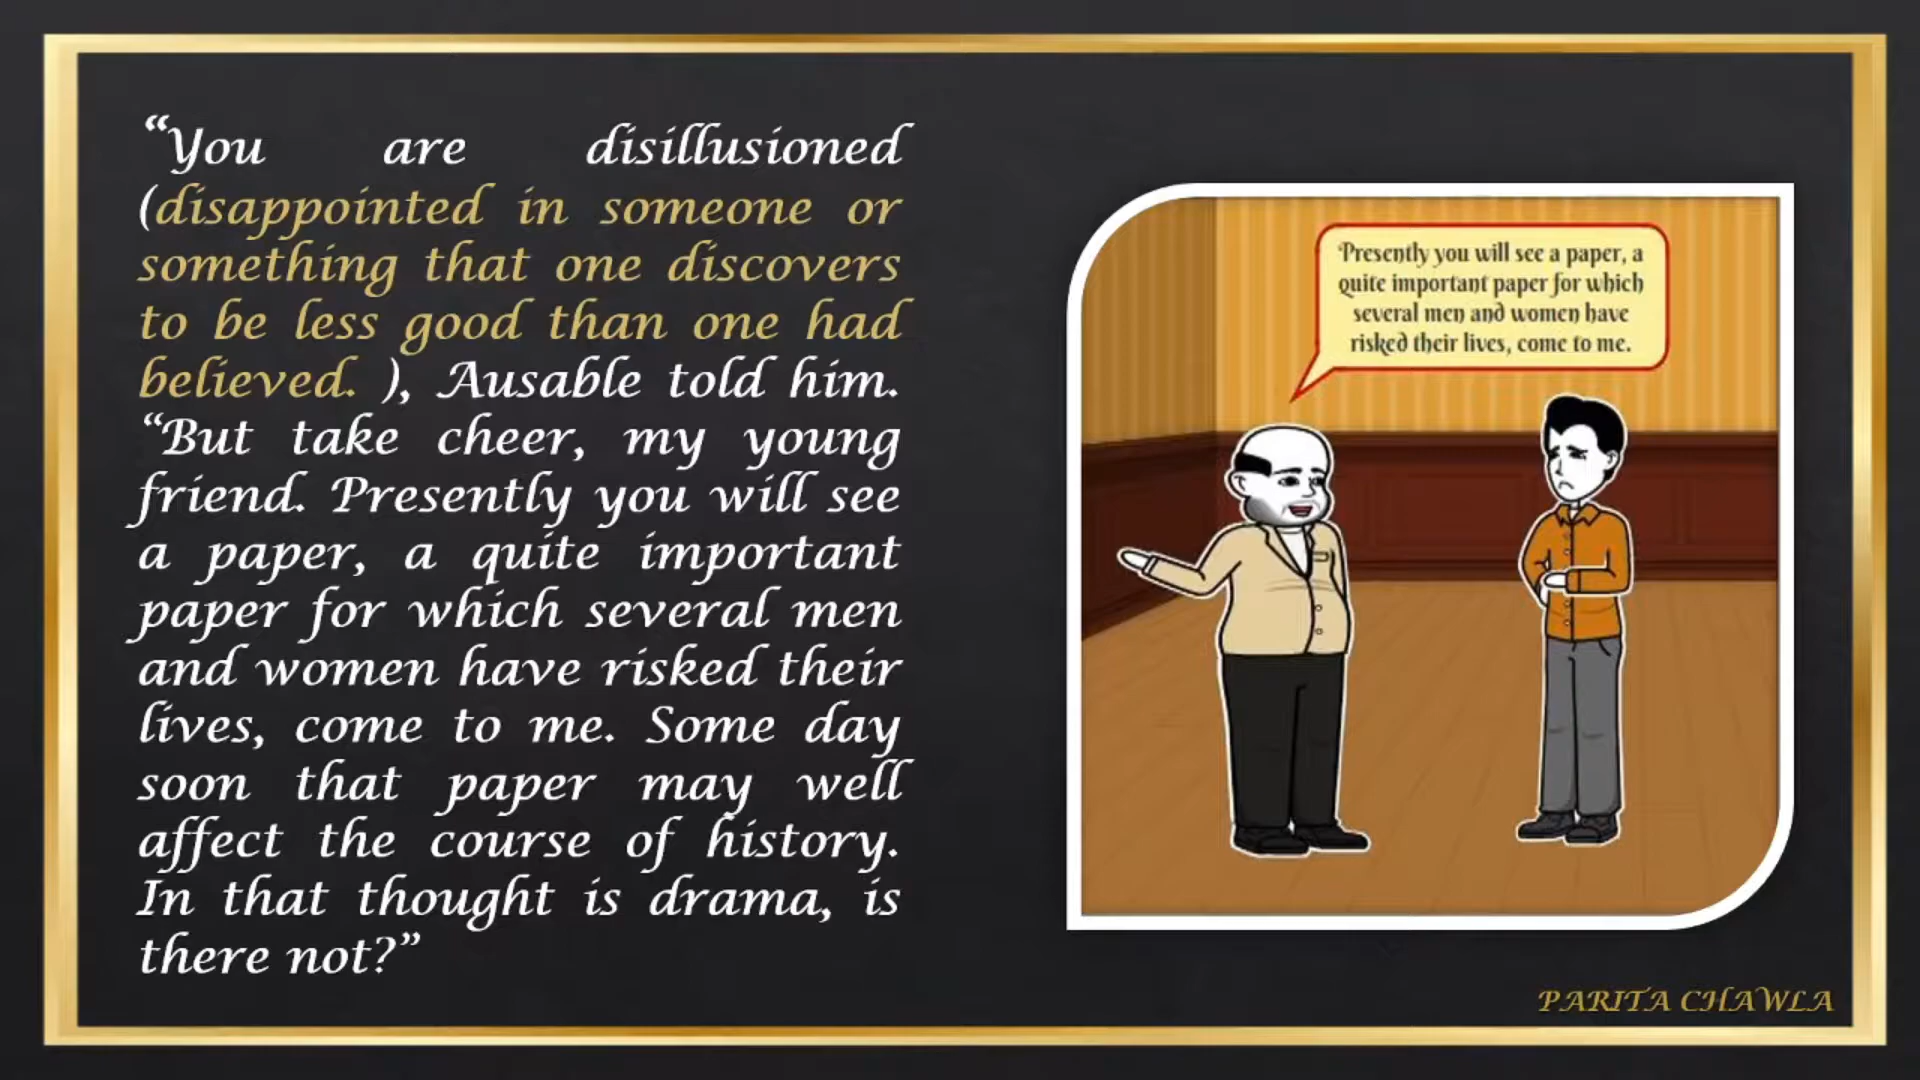 “You are disillusioned
(disappointed in someone or
something that one discovers
to be less good than one had
believed. ), Ausable told him.
“But take cheer, my young
friend. Presently you will see
a paper, a quite important
paper for which several men
and women have risked their
lives, come to me. Some day
soon that paper may well
affect the course of history.
In that thought is drama, is
there not?”
Presently you will see a paper, a
quite important paper for which
several men and women have
risked their lives, come to me.
PARITA CHAWLA